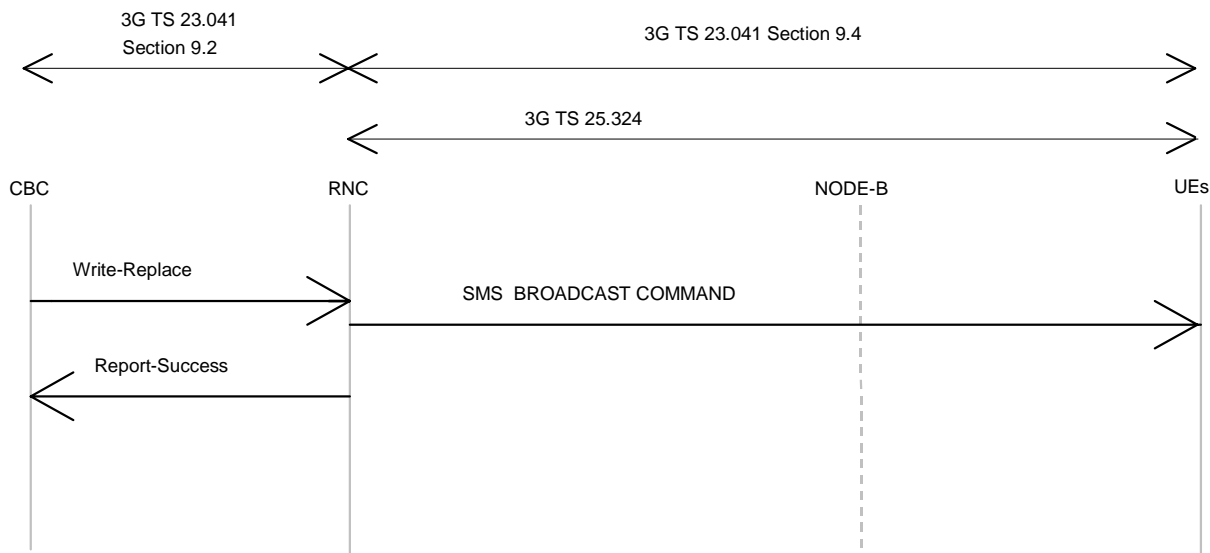 3G TS 23.041
Section 9.2
3G TS 23.041 Section 9.4
3G TS 25.324
CBC
RNC
NODE-B
UEs
Write-Replace
SMS BROADCAST COMMAND
Report-Success